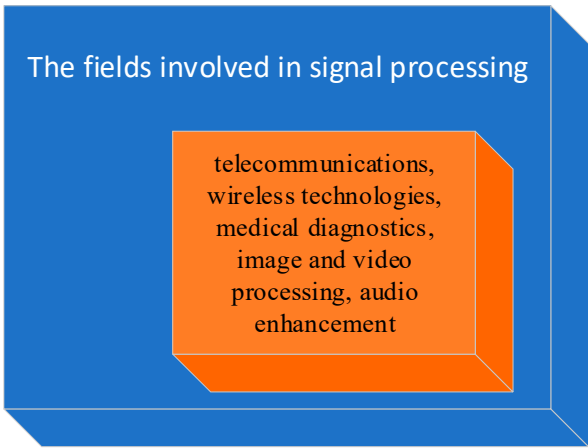 The fields involved in signal processing
telecommunications,
wireless technologies,
medical diagnostics,
image and video
processing, audio
enhancement